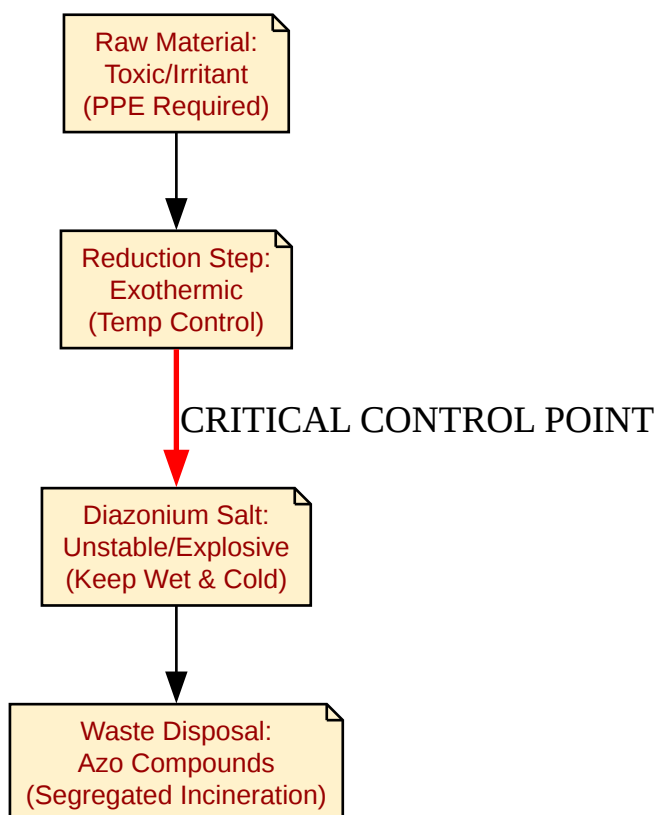 Raw Material:
Toxic/Irritant
(PPE Required)
Reduction Step:
Exothermic
(Temp Control)
CRITICAL CONTROL POINT
Diazonium Salt:
Unstable/Explosive
(Keep Wet & Cold)
Waste Disposal:
Azo Compounds
(Segregated Incineration)